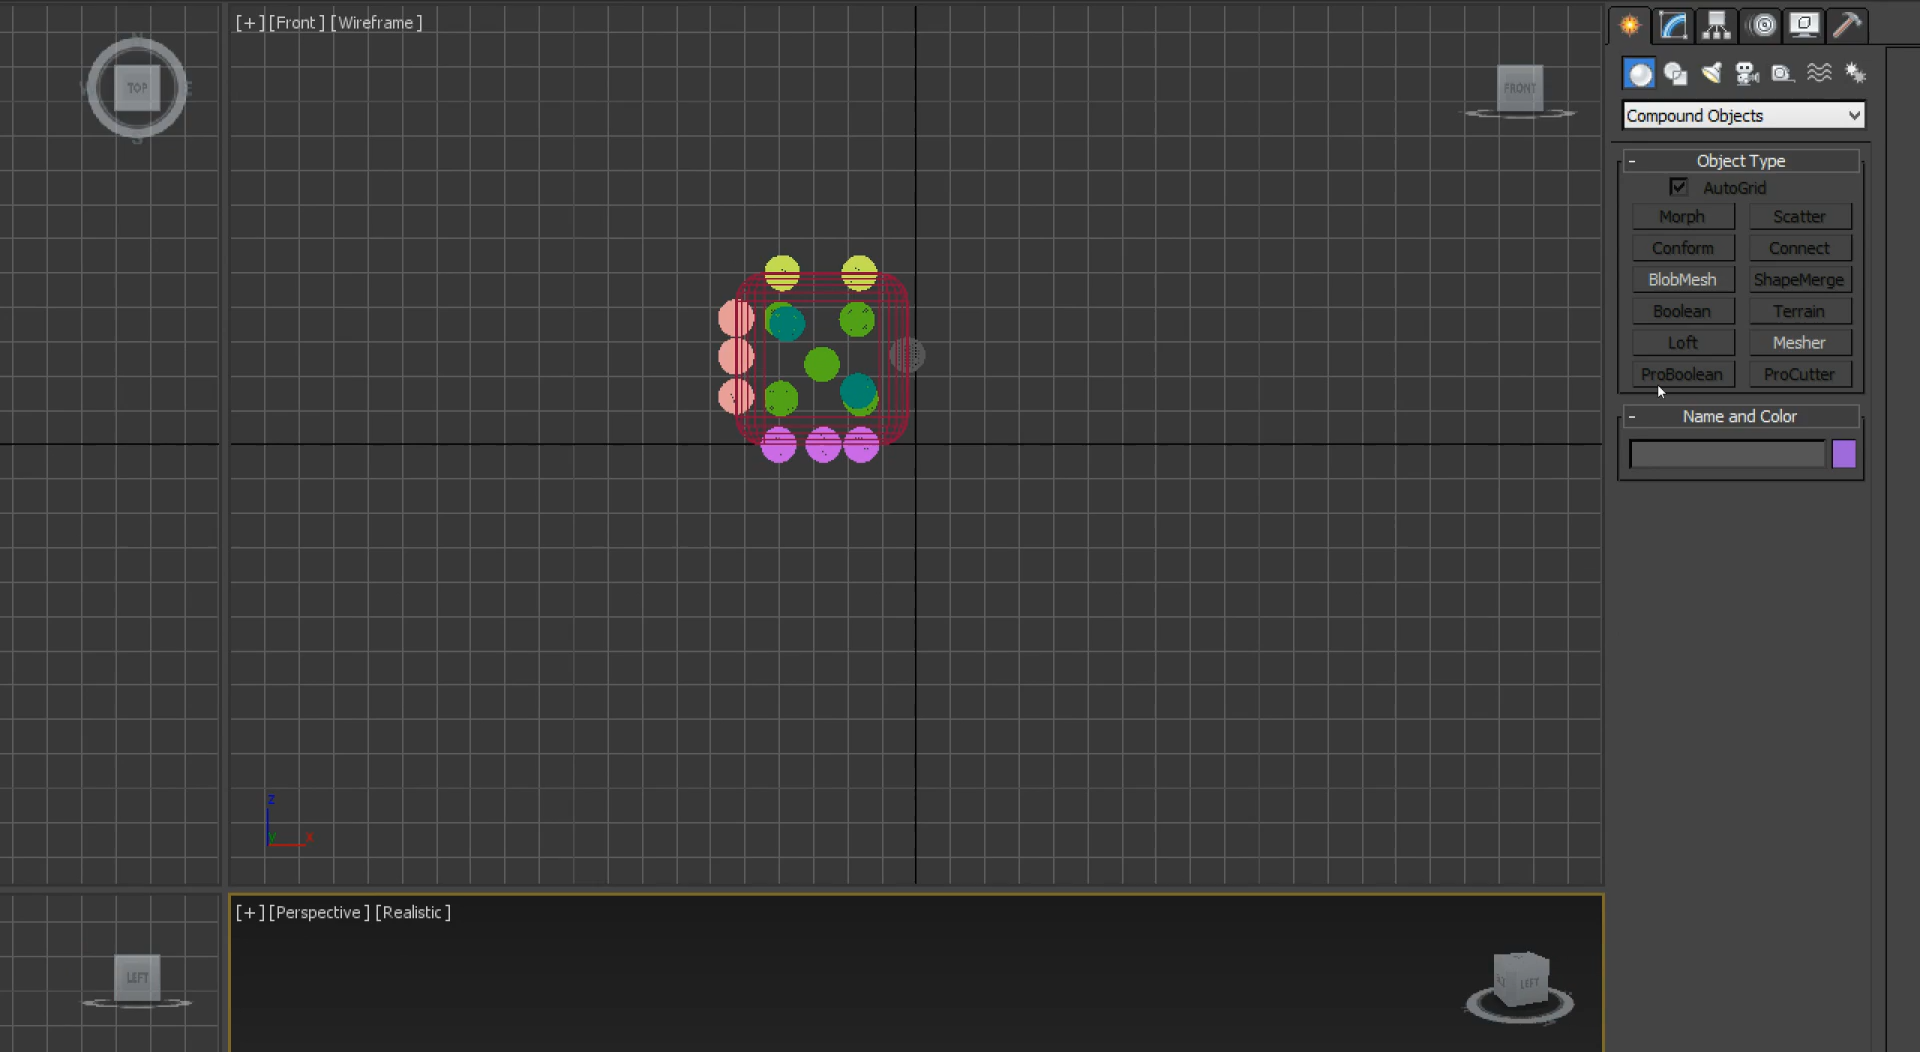 [+] [Front ] [Wireframe ]
TOP
S
FRONT
Compound Objects
- Object Type
AutoGrid
Morph Scatter
Conform Connect
BlobMesh ShapeMerge
Boolean Terrain
Loft Mesher
ProBoolean ProCutter
- Name and Color
z
y x
[+] [Perspective ] [Realistic ]
LEFT
LEFT